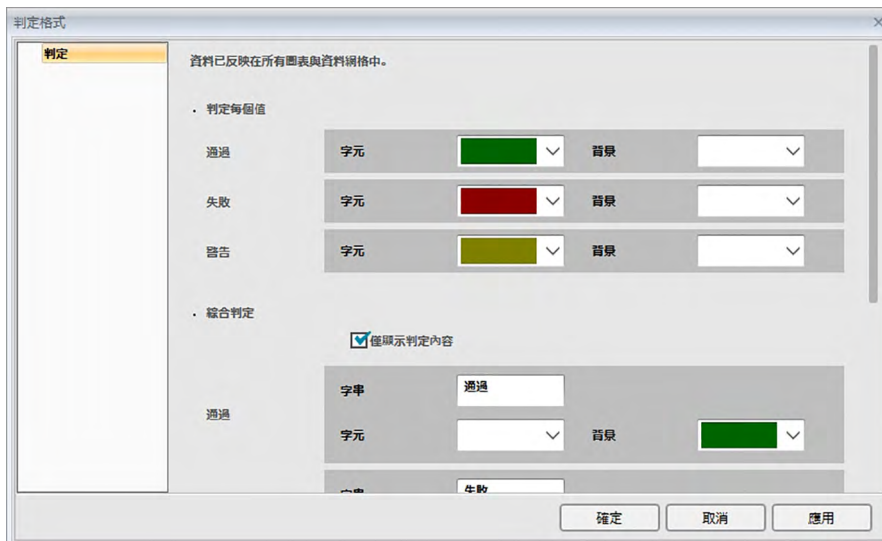 判定格式
判定
資料已反映在所有圖表與資料網格中。
· 判定每個值
通過 字元 背景
失敗 字元 背景
警告 字元 背景
· 綜合判定
僅顯示判定內容
字串 通過
通過
字元 背景
字串 失敗
確定 取消 應用